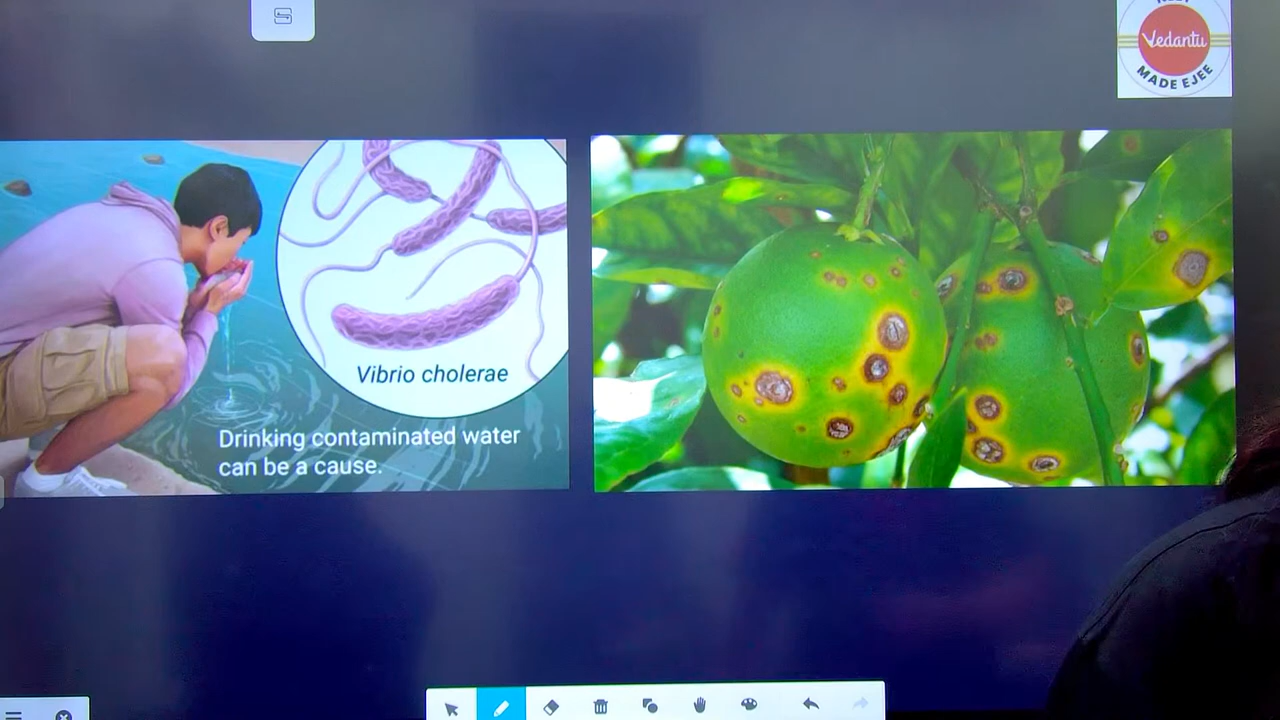 Vedantu
MADE EJEE
Vibrio cholerae
Drinking contaminated water
can be a cause.